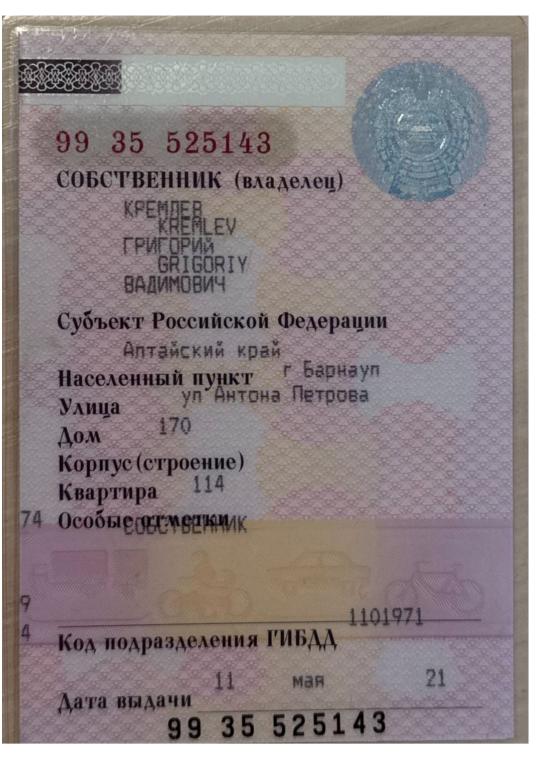 99 35 525143
СОБСТВЕННИК (владелец)
КРЕМЛЕВ
KREMLEV
ГРИГОРИЙ
GRIGORIY
ВАДИМОВИЧ
Субъект Российской Федерации
Алтайский край
Населенный пункт г Барнаул
Улица ул Антона Петрова
Дом 170
Корпус (строение)
Квартира 114
74 Особые отметки
СОБСТВЕННИК
9
1101971
4 Код подразделения ГИБДД
11 мая 21
Дата выдачи
99 35 525143